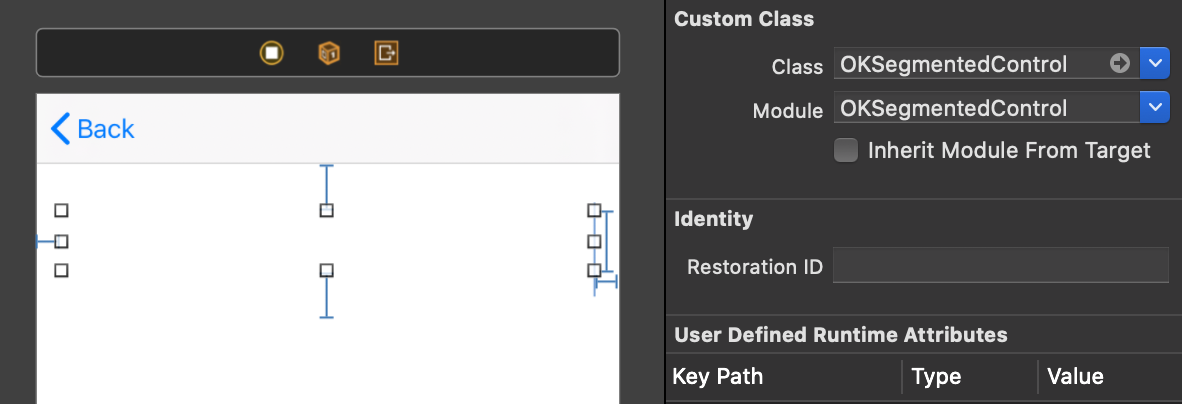 Back
Custom Class
Class OKSegmentedControl
Module OKSegmentedControl
Inherit Module From Target
Identity
Restoration ID
User Defined Runtime Attributes
Key Path Type Value